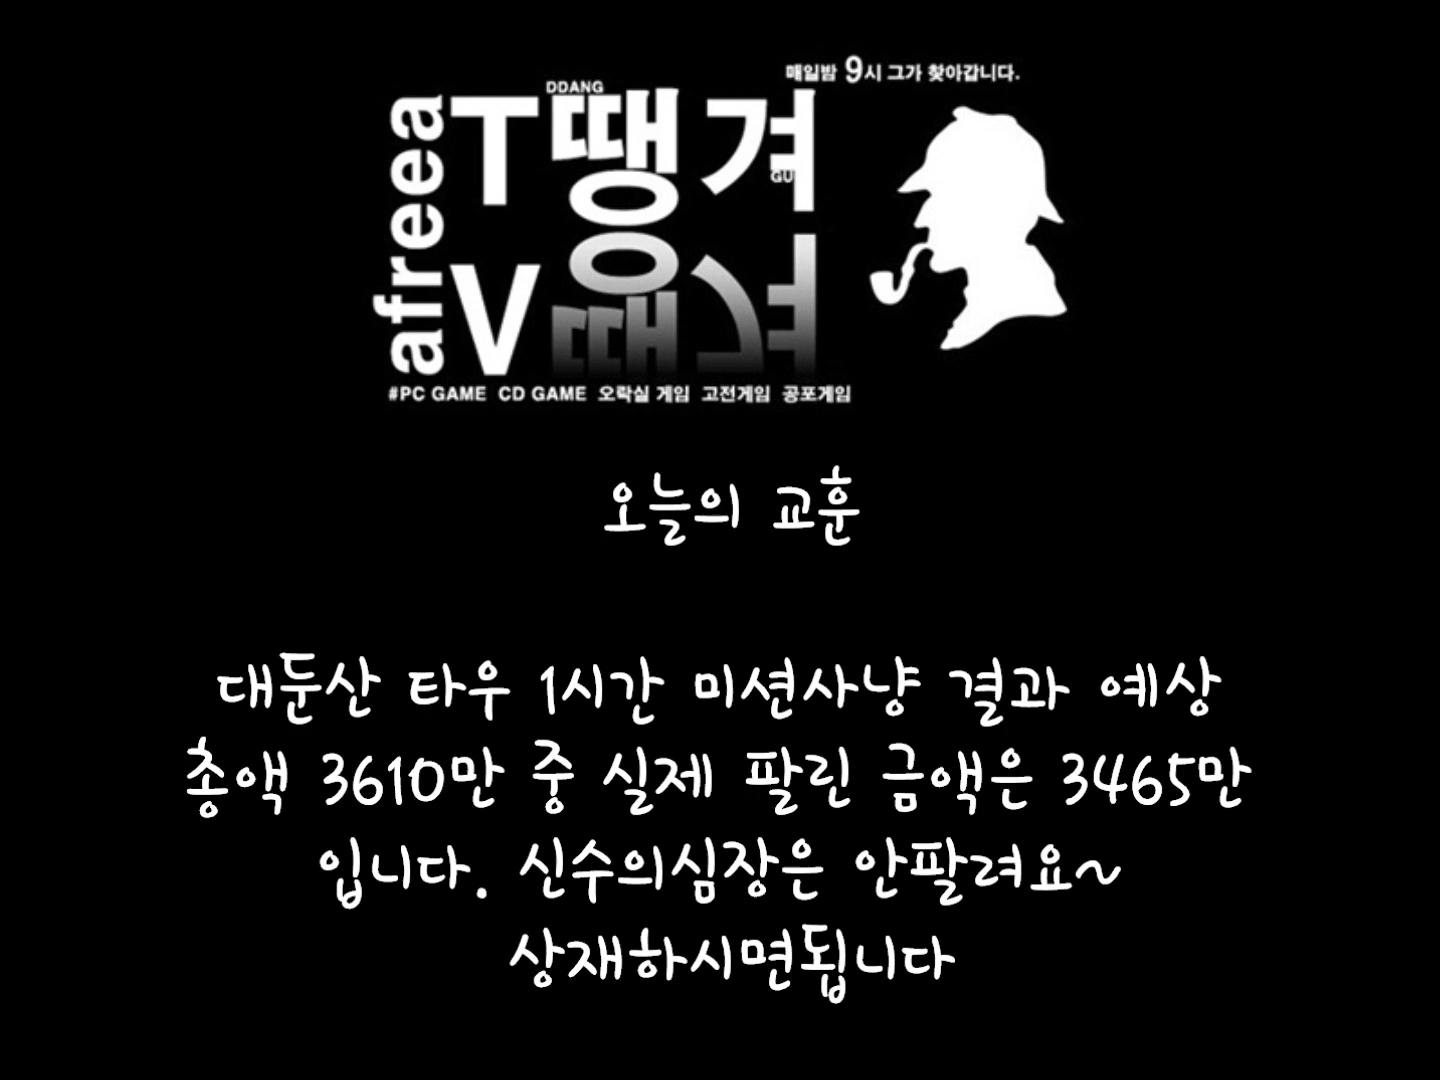 매일밤 9시 그가 찾아갑니다.
afreea
TV
DDANG
땡겨
GU
땡겨
#PC GAME CD GAME 오락실 게임 고전게임 공포게임
오늘의 교훈
대둔산 타우 1시간 미션사냥 결과 예상
총액 3610만 중 실제 팔린 금액은 3465만
입니다. 신수의심장은 안팔려요~
상재하시면됩니다